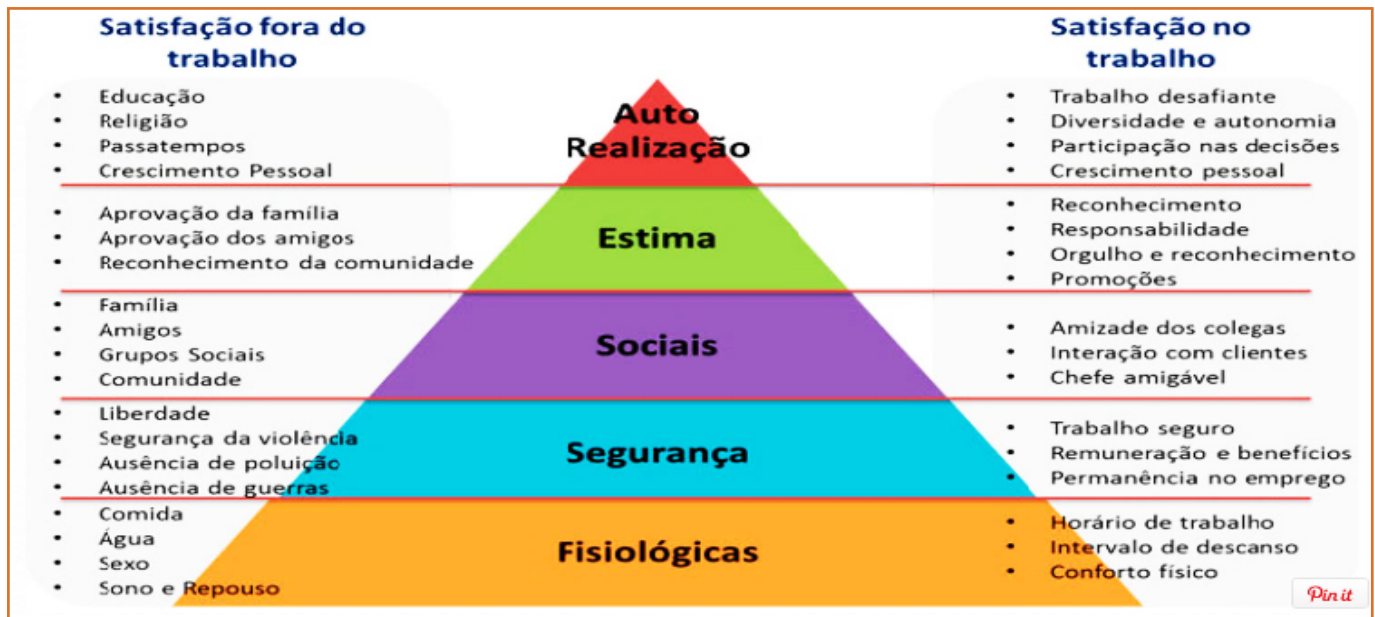 Satisfação fora do
trabalho
Satisfação no
trabalho
• Educação
• Religião
• Passatempos
• Crescimento Pessoal
Auto
Realização
• Trabalho desafiante
• Diversidade e autonomia
• Participação nas decisões
• Crescimento pessoal
• Aprovação da família
• Aprovação dos amigos
• Reconhecimento da comunidade
Estima
• Reconhecimento
• Responsabilidade
• Orgulho e reconhecimento
• Promoções
• Família
• Amigos
• Grupos Sociais
• Comunidade
Sociais
• Amizade dos colegas
• Interação com clientes
• Chefe amigável
• Liberdade
• Segurança da violência
• Ausência de poluição
• Ausência de guerras
Segurança
• Trabalho seguro
• Remuneração e benefícios
• Permanência no emprego
• Comida
• Água
• Sexo
• Sono e Repouso
Fisiológicas
• Horário de trabalho
• Intervalo de descanso
• Conforto físico
Pin it